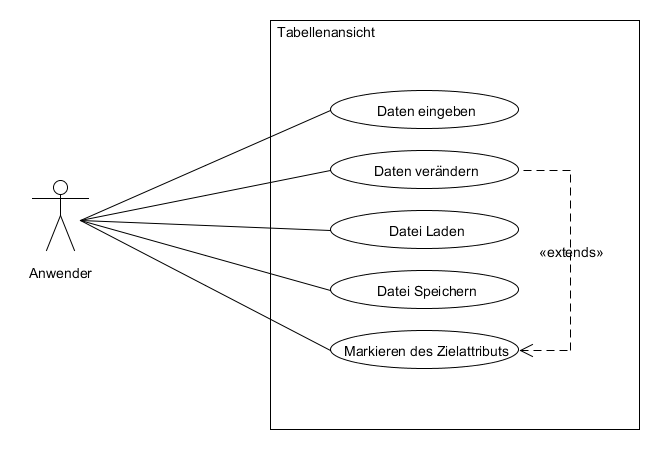 Tabellenansicht
Daten eingeben
Daten verändern
Datei Laden
«extends»
Anwender
Datei Speichern
Markieren des Zielattributs